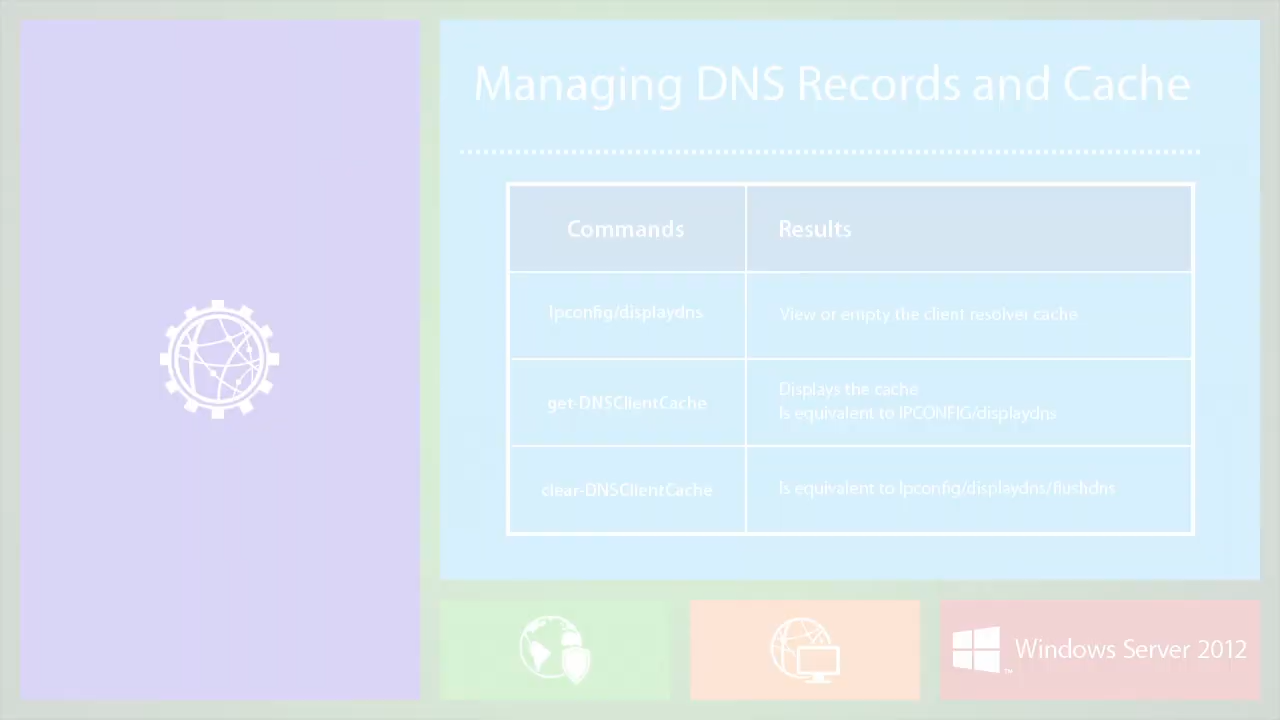 Managing DNS Records and Cache
Commands
Results
Ipconfig/displaydns
View or empty the client resolver cache
get-DNSClientCache
Displays the cache
Is equivalent to IPCONFIG/displaydns
clear-DNSClientCache
Is equivalent to Ipconfig/displaydns/flushdns
Windows Server 2012
™